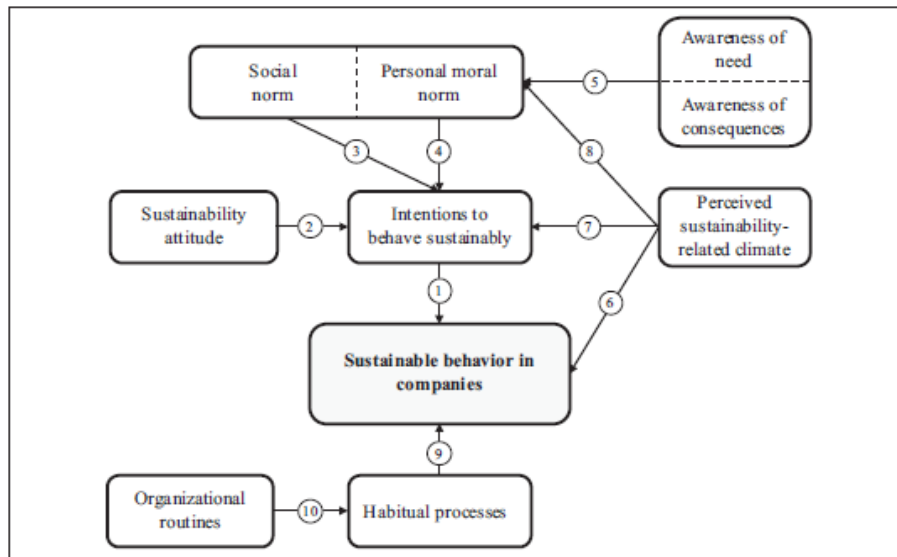 Social
norm
Personal moral
norm
Awareness of
need
Awareness of
consequences
5
3
4
8
Sustainability
attitude
2
Intentions to
behave sustainably
7
Perceived
sustainability-
related climate
1
6
Sustainable behavior in
companies
9
Organizational
routines
10
Habitual processes